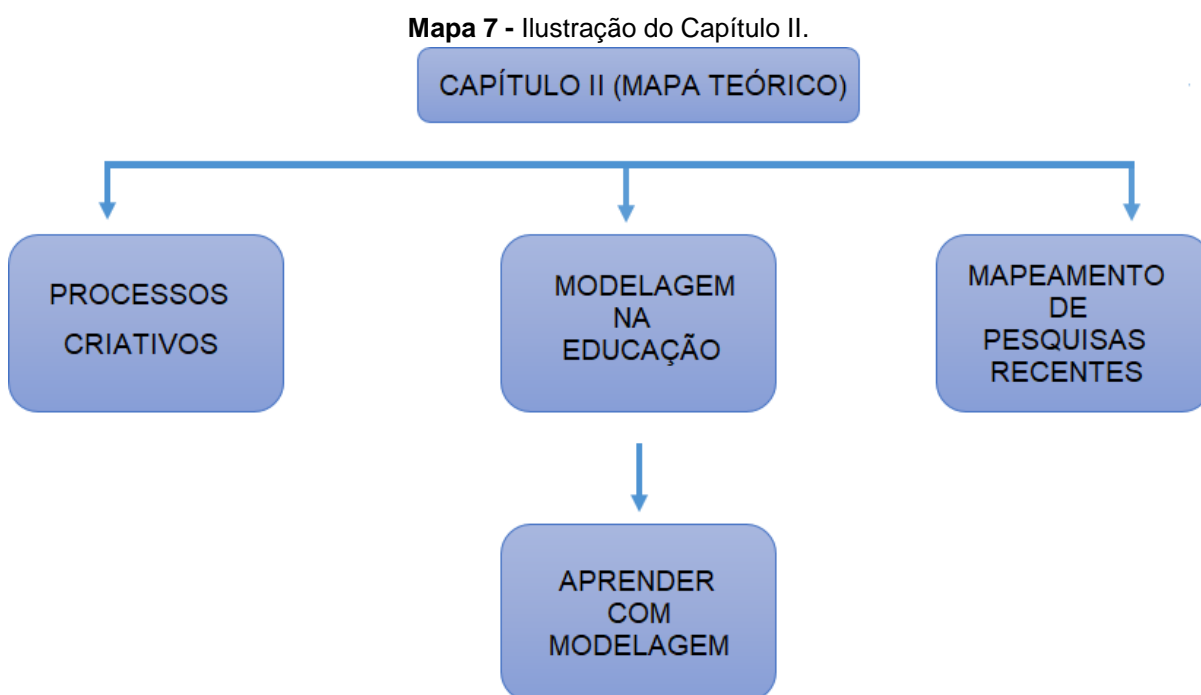 Mapa 7 - Ilustração do Capítulo II.
CAPÍTULO II (MAPA TEÓRICO)
PROCESSOS
CRIATIVOS
MODELAGEM
NA
EDUCAÇÃO
MAPEAMENTO
DE
PESQUISAS
RECENTES
APRENDER
COM
MODELAGEM